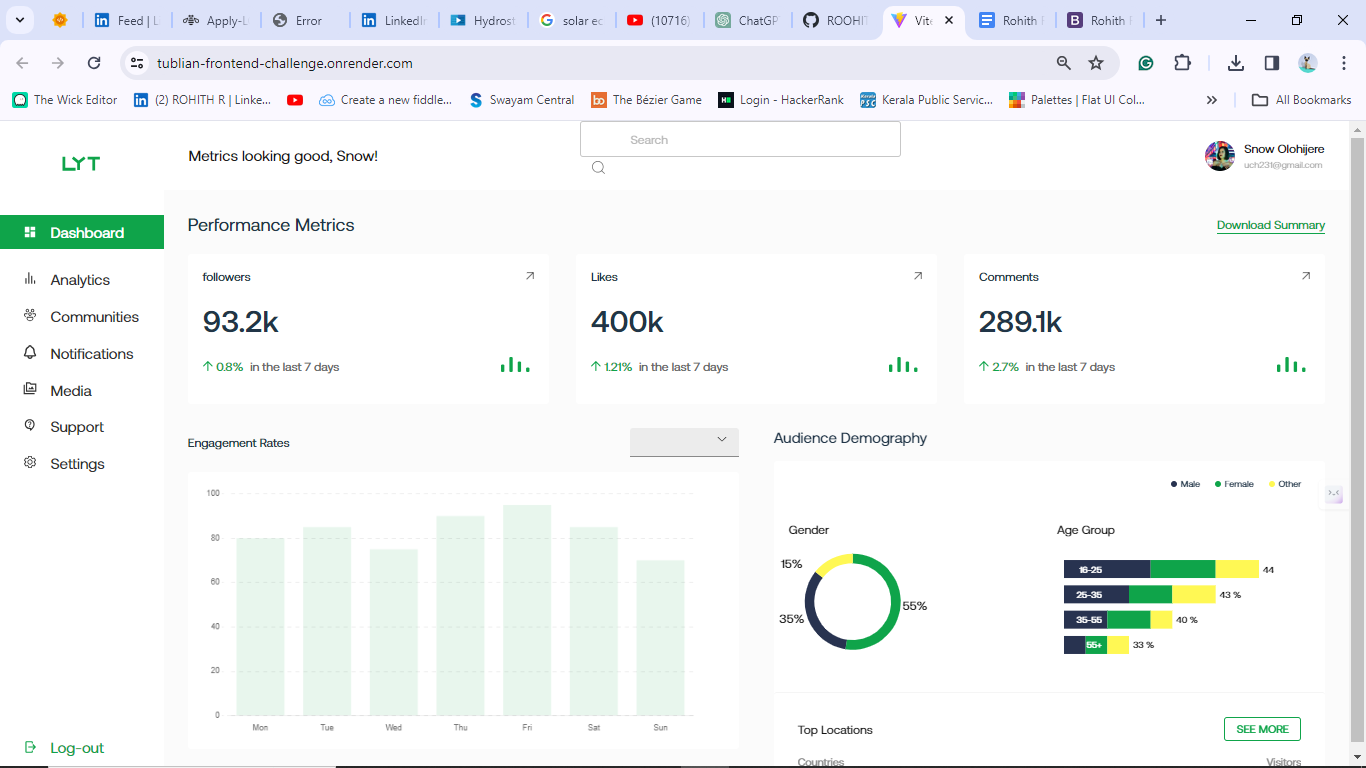 Feed | Li
Apply-L
Error
LinkedIn
Hydrost
solar ec
(10716)
ChatGP
ROOHIT
Vite
Rohith R
Rohith R
tublian-frontend-challenge.onrender.com
The Wick Editor
(2) ROHITH R | Linke...
Create a new fiddle...
Swayam Central
The Bézier Game
Login - HackerRank
Kerala Public Servic...
Palettes | Flat UI Col...
All Bookmarks
LYT
Metrics looking good, Snow!
Search
Snow Olohijere
uch231@gmail.com
Dashboard
Analytics
Communities
Notifications
Media
Support
Settings
Log-out
Performance Metrics
Download Summary
followers
93.2k
0.8% in the last 7 days
Likes
400k
1.21% in the last 7 days
Comments
289.1k
2.7% in the last 7 days
Engagement Rates
100
80
60
40
20
0
Mon Tue Wed Thu Fri Sat Sun
Audience Demography
Male Female Other
Gender
15%
35%
55%
Age Group
16-25 44
25-35 43 %
35-55 40 %
55+ 33 %
Top Locations
SEE MORE
Countries Visitors